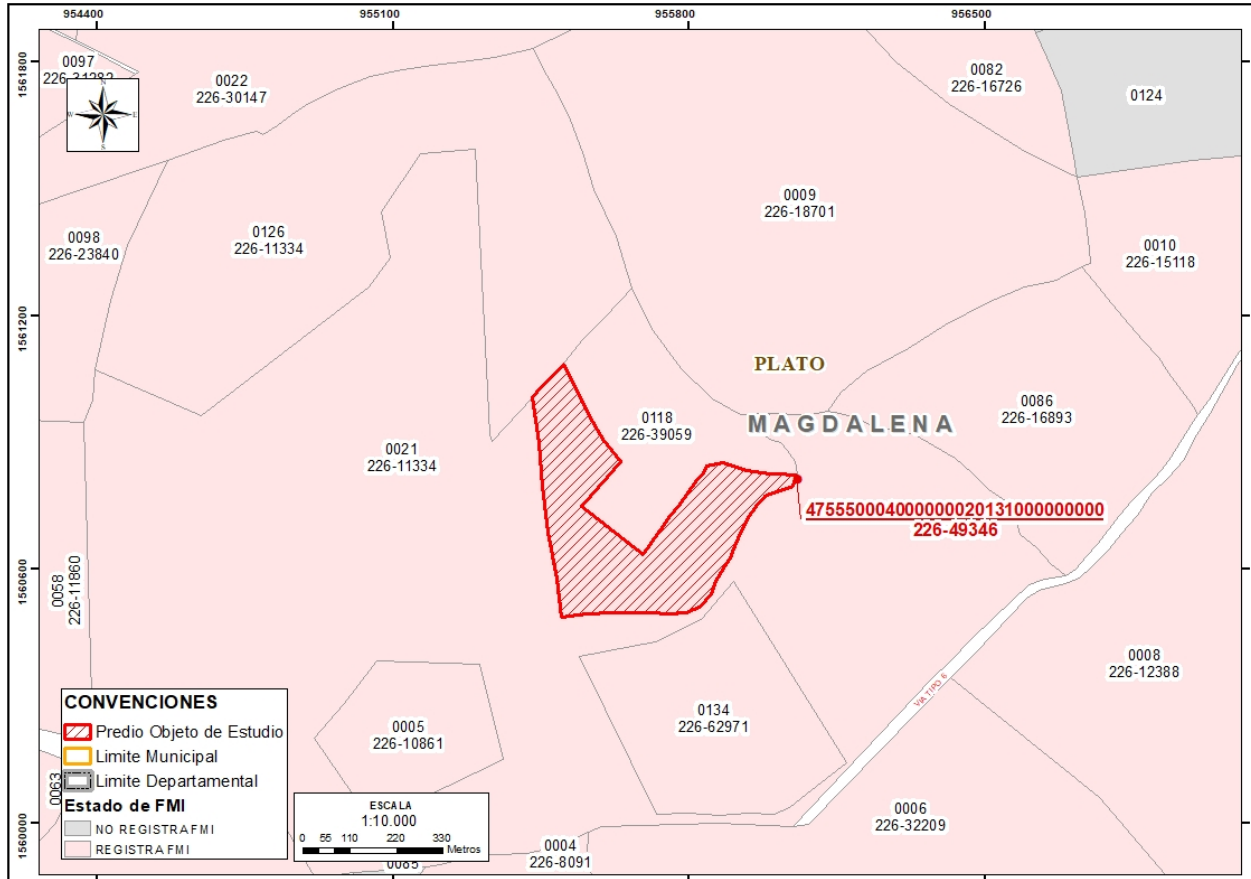 954400
955100
955800
956500
1561800
1561200
1560600
1560000
0097
226-31282
0022
226-30147
0082
226-16726
0124
N
W
E
S
0009
226-18701
0098
226-23840
0126
226-11334
0010
226-15118
PLATO
0118
226-39059
MAGDALENA
0086
226-16893
0021
226-11334
475550004000000020131000000000
226-49346
0058
226-11860
0008
226-12388
VIA TIPO 6
0134
226-62971
0005
226-10861
0063
0006
226-32209
0004
226-8091
0085
CONVENCIONES
Predio Objeto de Estudio
Limite Municipal
Limite Departamental
Estado de FMI
NO REGISTRA FMI
REGISTRA FMI
ESCALA
1:10.000
0 55 110 220 330
Metros